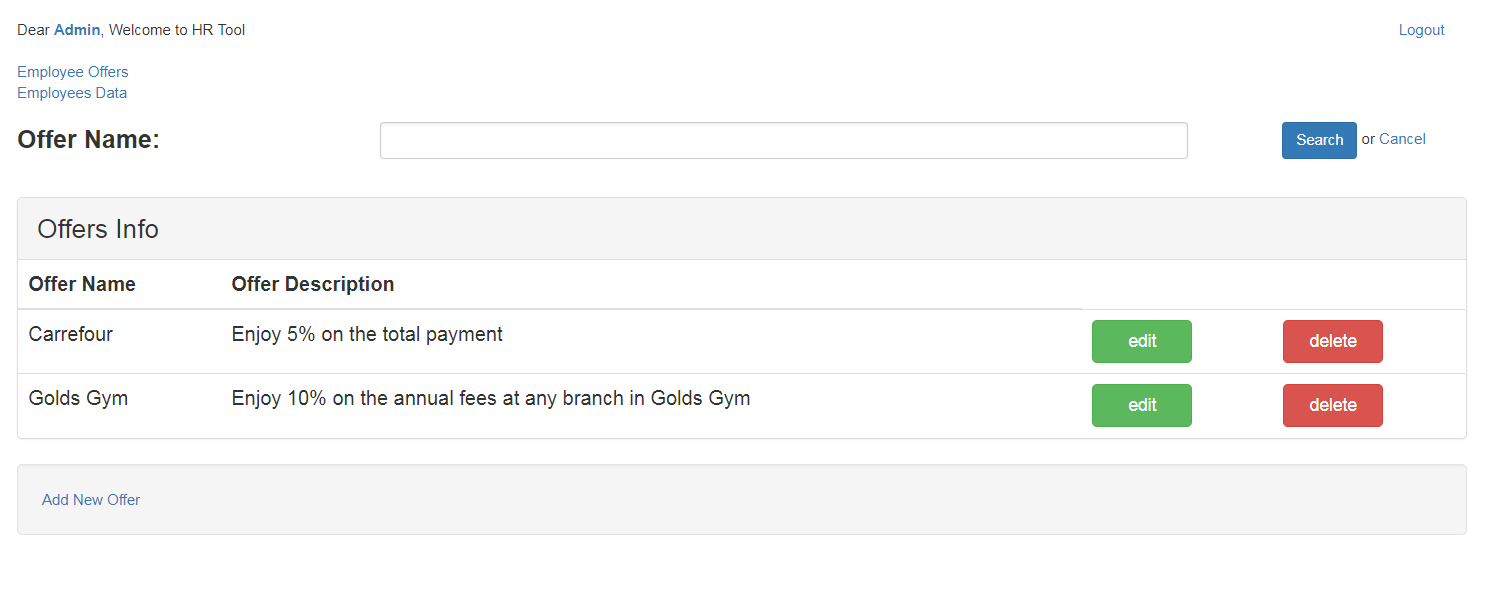 Dear Admin, Welcome to HR Tool Logout
Employee Offers
Employees Data
Offer Name: Search or Cancel
Offers Info
Offer Name Offer Description
Carrefour Enjoy 5% on the total payment edit delete
Golds Gym Enjoy 10% on the annual fees at any branch in Golds Gym edit delete
Add New Offer